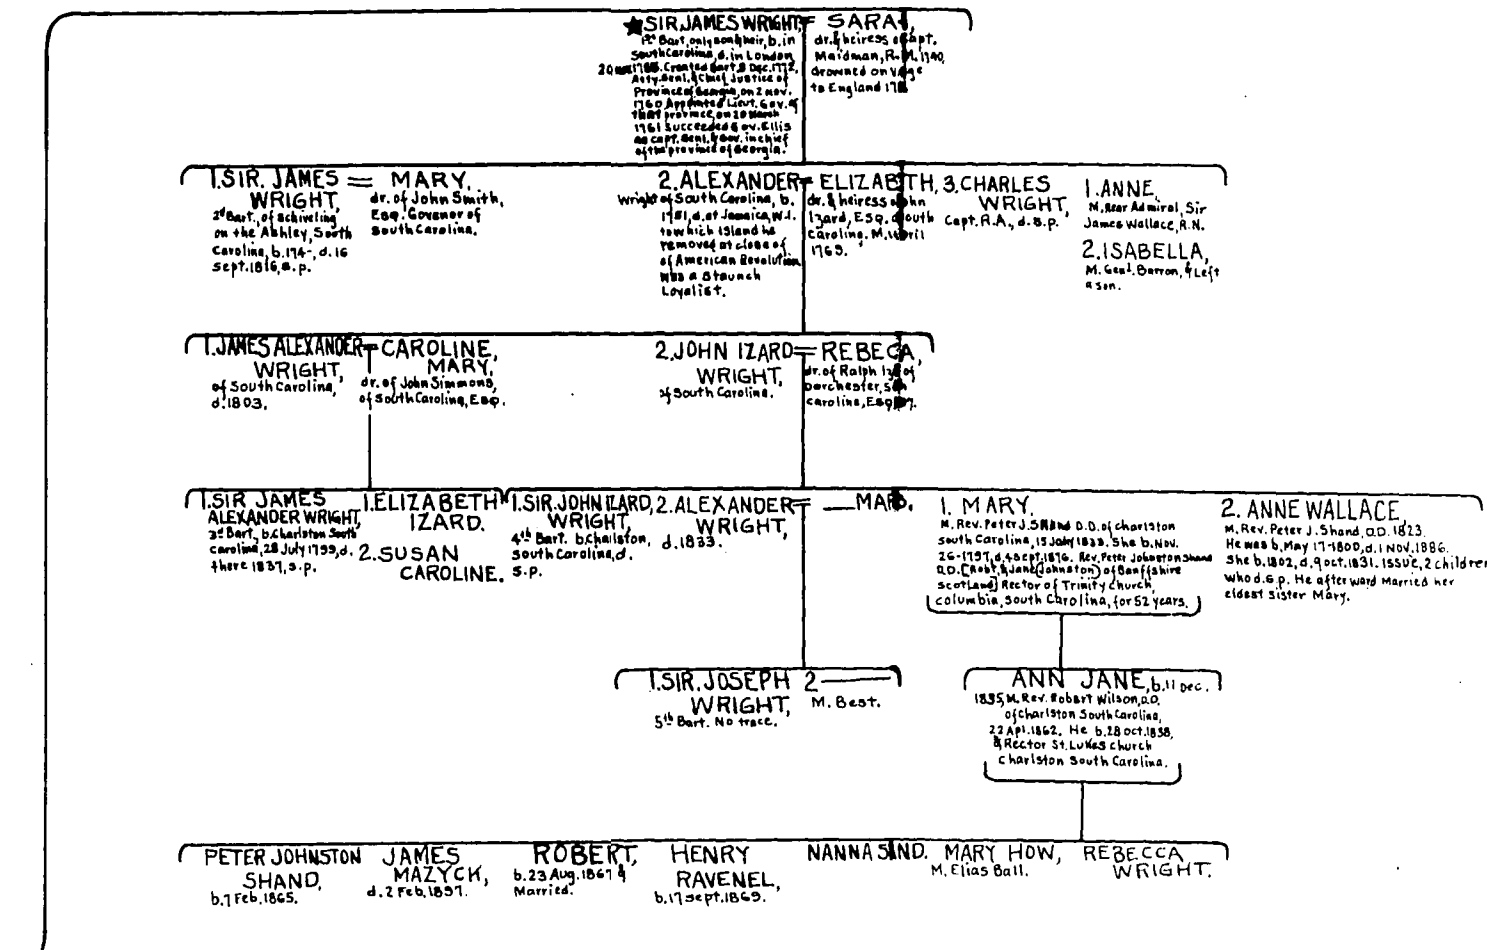 ★SIR JAMES WRIGHT, = SARAH,
1st Bart, only son & heir, b. in
South Carolina, d. in London
20 1785. Created Bart, 8 Dec. 1772,
Atty. Genl. & Chief Justice of
Province of Georgia, on 2 nov.
1760 Appointed Lieut. Gov. of
that province, on 20 March
1761 Succeeded Gov. Ellis
as capt. Genl. & Gov. in chief
of the province of Georgia.
dr. & heiress of Capt.
Maidman, R. M. 1740,
drowned on
to England
1. SIR. JAMES = MARY.
WRIGHT,
2d Bart., of
on the Ashley, South
Carolina, b. 174-, d. 16
Sept. 1816, s. p.
dr. of John Smith,
Esq. Govenor of
South Carolina.
2. ALEXANDER = ELIZABETH,
Wright of South Carolina, b.
1751, d. at Jamaica, W.I.
to which Island he
removed at close of
of American Revolution
was a Staunch
Loyalist.
dr. & heiress of John
Izard, ESQ. of South
Carolina. M. April
1769.
3. CHARLES
WRIGHT,
Capt. R.A., d. s. p.
1. ANNE,
M. Rear Admiral, Sir
James Wallace, R.N.
2. ISABELLA,
M. Genl. Barron, & Left
a son.
1. JAMES ALEXANDER = CAROLINE,
WRIGHT, MARY,
of South Carolina,
d. 1803.
dr. of John Simmons,
of South Carolina, Esq.
2. JOHN IZARD = REBECA,
WRIGHT,
of South Carolina.
dr. of Ralph Izard of
Dorchester, South
Carolina, Esq
1. SIR JAMES
ALEXANDER WRIGHT,
3d Bart, b. Charlston South
Carolina, 28 July 1799, d.
there 1837, s. p.
1. ELIZABETH
IZARD.
2. SUSAN
CAROLINE.
1. SIR. JOHN IZARD,
WRIGHT,
4th Bart. b. Charlston,
South Carolina, d.
s. p.
2. ALEXANDER = ___
WRIGHT,
d. 1833.
1. MARY.
M. Rev. Peter J. Shand D.D. of Charlston
South Carolina, 15 July 1833. She b. Nov.
26-1797, d. 4 Sept. 1876. Rev. Peter Johnston Shand
D.D. [Robt. & Jane (Johnston) of Banffshire
Scotland] Rector of Trinity Church,
Columbia, South Carolina, for 52 years.
2. ANNE WALLACE,
M. Rev. Peter J. Shand, D.D. 1823.
He was b. May 17-1800, d. 1 NOV. 1886.
She b. 1802, d. 9 oct. 1831. ISSUE, 2 children
who d. s. p. He after ward Married her
eldest sister Mary.
1. SIR. JOSEPH
WRIGHT,
5th Bart. No trace.
2 ———
M. Best.
ANN JANE, b. 11 Dec.
1835, M. Rev. Robert Wilson, D.D.
of Charlston South Carolina,
22 Apl. 1862. He b. 28 oct. 1838,
& Rector St. Lukes church
Charlston South Carolina.
PETER JOHNSTON
SHAND,
b. 7 Feb. 1865.
JAMES
MAZYCK,
d. 2 Feb. 1897.
ROBERT,
b. 23 Aug. 1867 &
Married.
HENRY
RAVENEL,
b. 17 Sept. 1869.
NANNA
MARY HOW,
M. Elias Ball.
REBECCA
WRIGHT.